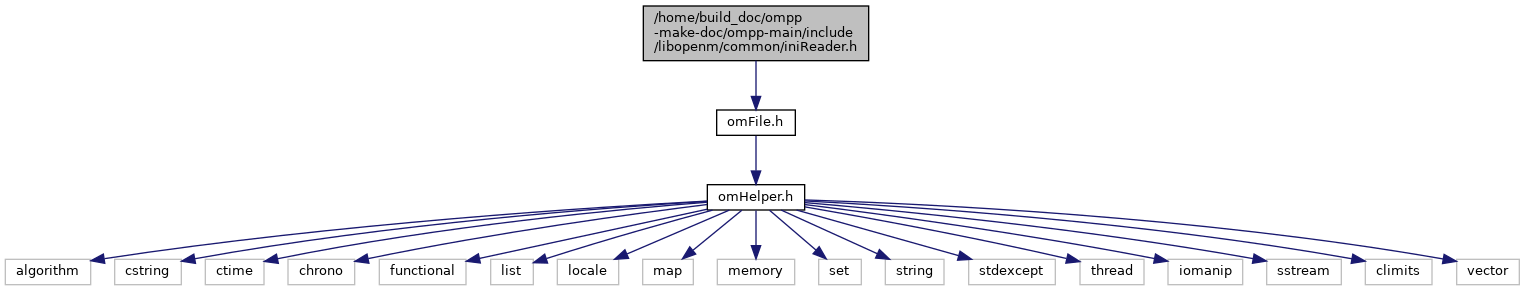 /home/build_doc/ompp
-make-doc/ompp-main/include
/libopenm/common/iniReader.h
omFile.h
omHelper.h
algorithm
cstring
ctime
chrono
functional
list
locale
map
memory
set
string
stdexcept
thread
iomanip
sstream
climits
vector